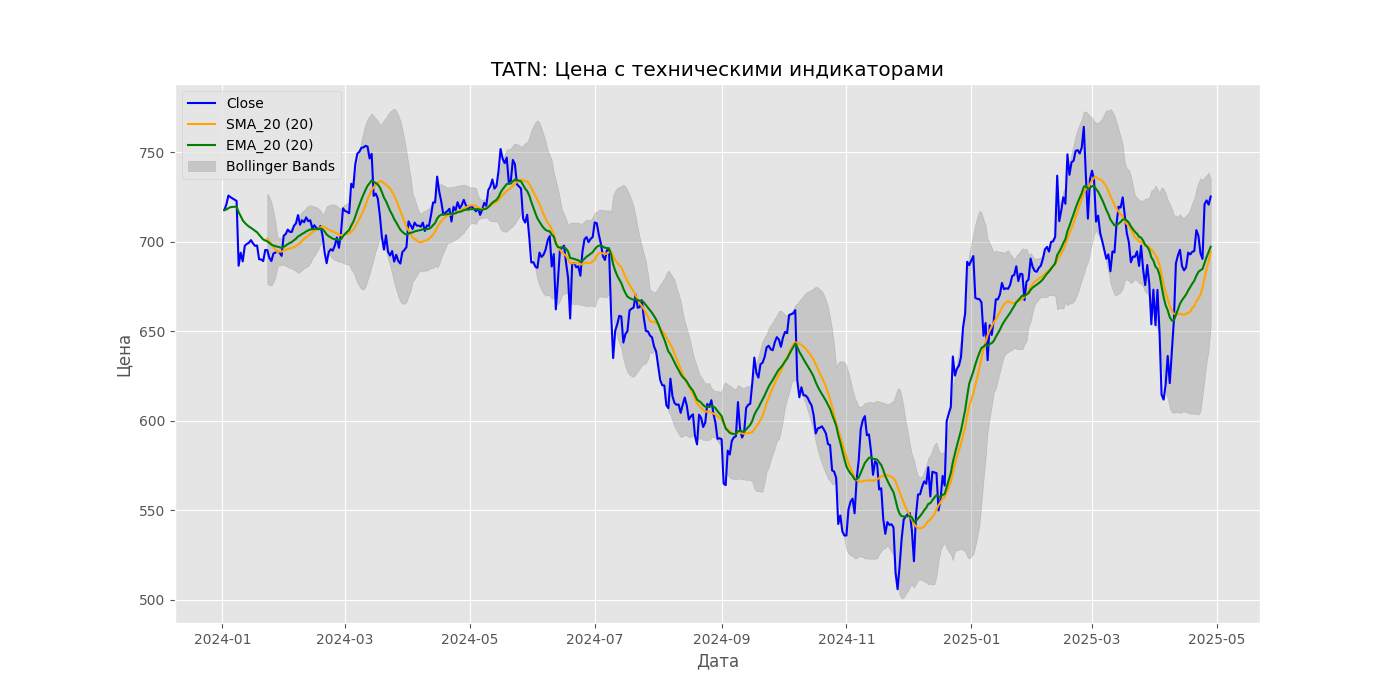 TATN: Цена с техническими индикаторами
Close
SMA_20 (20)
EMA_20 (20)
Bollinger Bands
Цена
750
700
650
600
550
500
2024-01 2024-03 2024-05 2024-07 2024-09 2024-11 2025-01 2025-03 2025-05
Дата